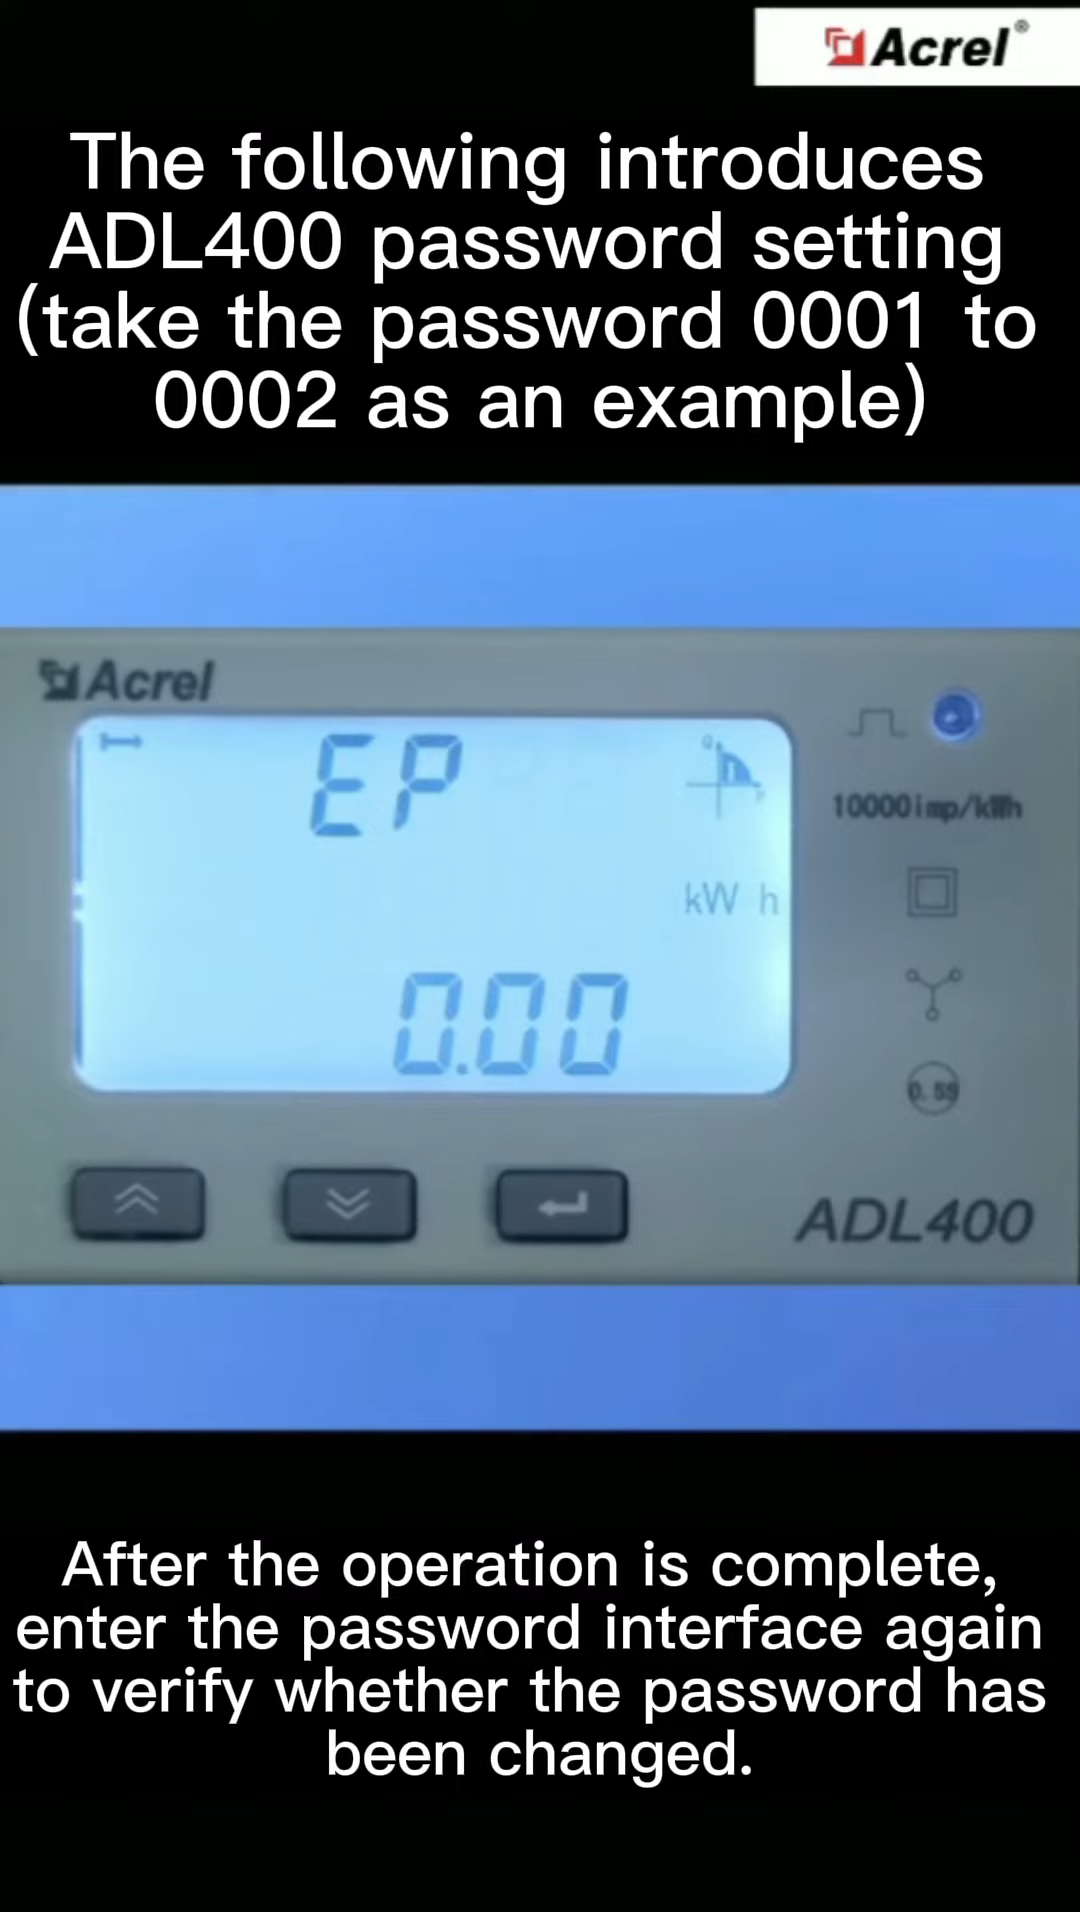 Acrel®
The following introduces
ADL400 password setting
(take the password 0001 to
0002 as an example)
Acrel
EP
10000imp/kWh
kW h
0.00
0.5S
ADL400
After the operation is complete,
enter the password interface again
to verify whether the password has
been changed.